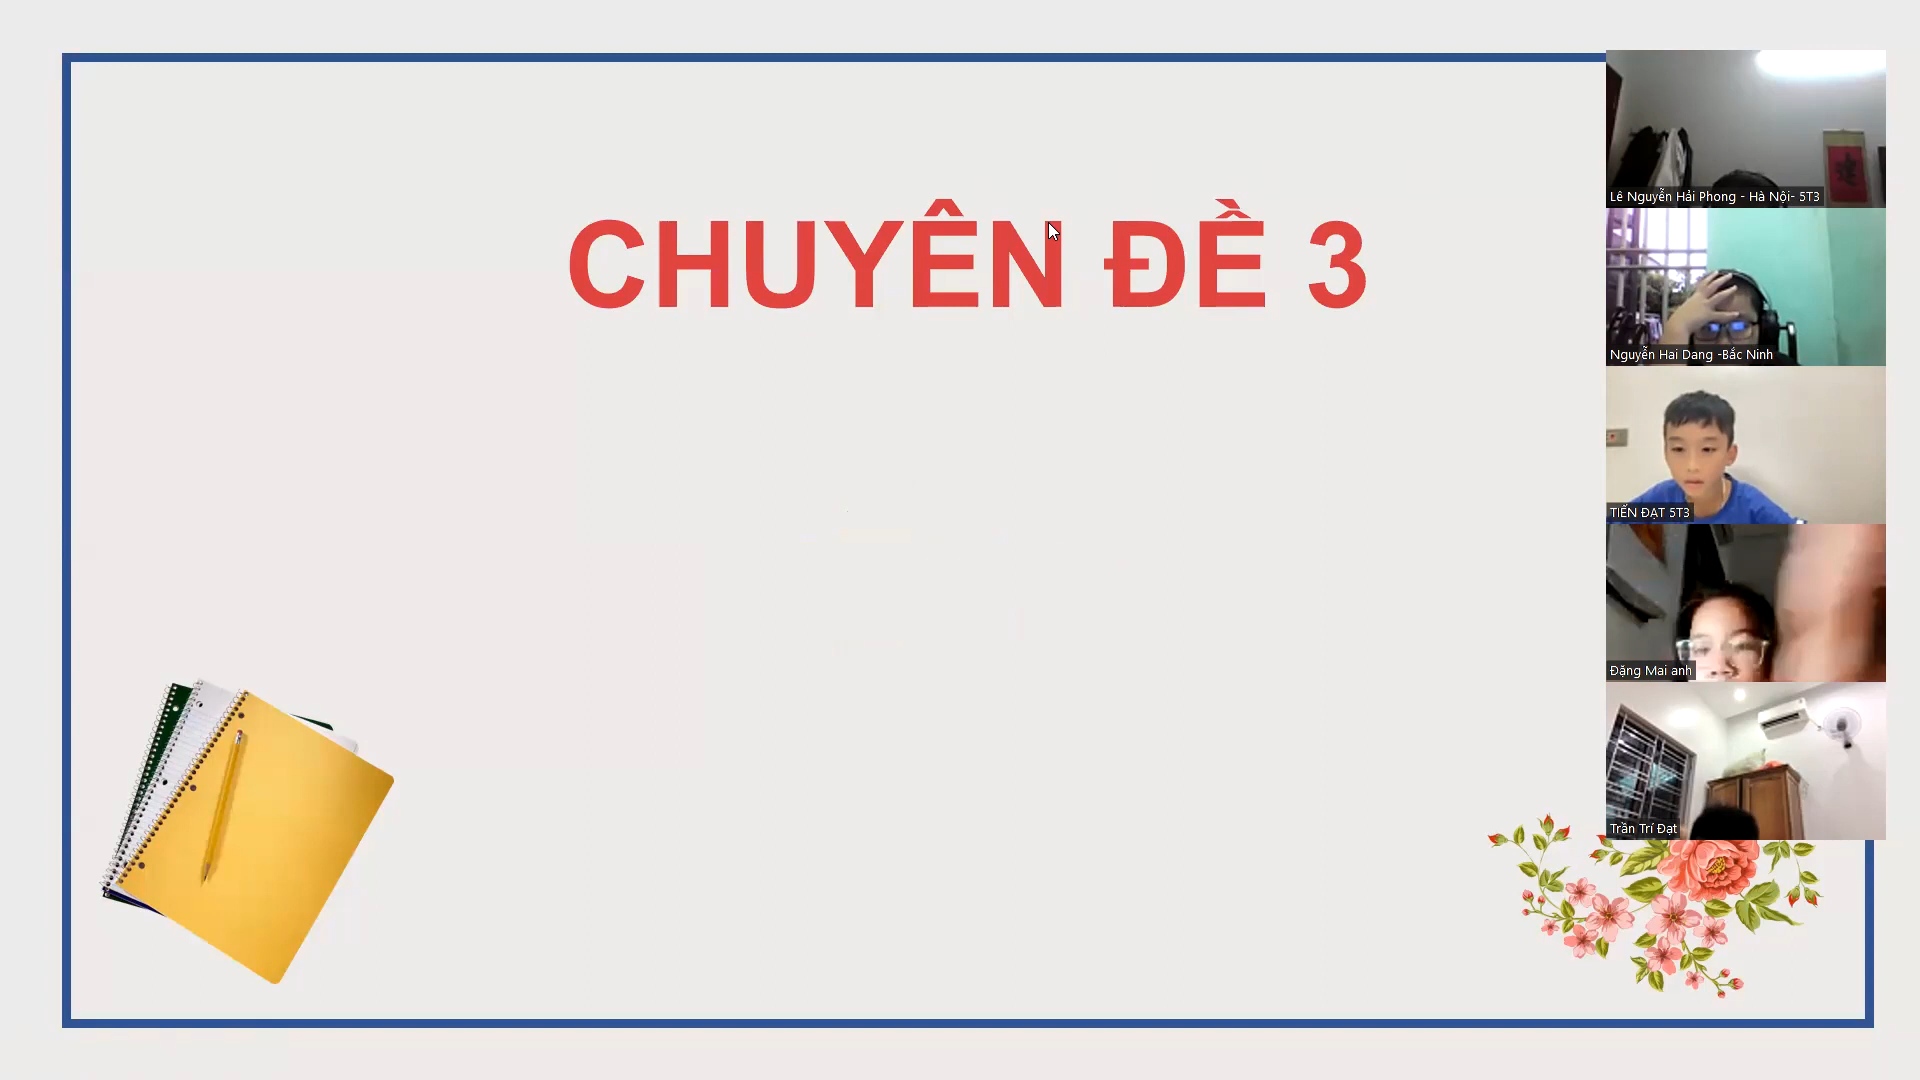 CHUYÊN ĐỀ 3
Lê Nguyễn Hải Phong - Hà Nội- 5T3
Nguyễn Hai Dang -Bắc Ninh
TIẾN ĐẠT 5T3
Đặng Mai anh
Trần Trí Đạt